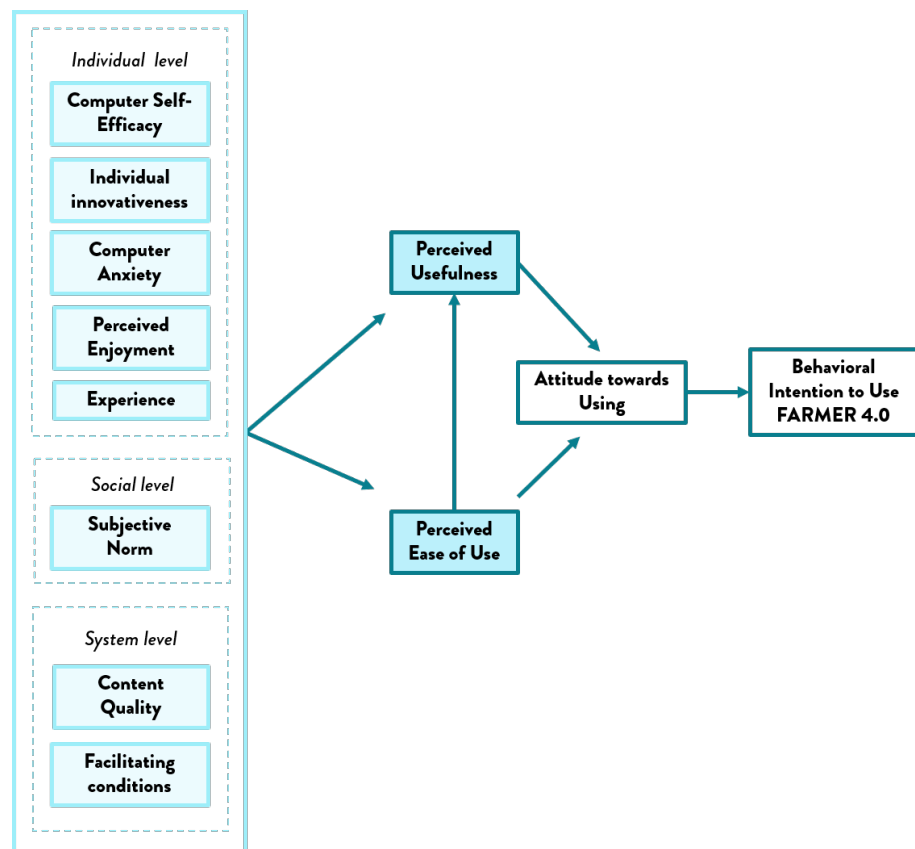 Individual level
Computer Self-
Efficacy
Individual
innovativeness
Computer
Anxiety
Perceived
Enjoyment
Experience
Social level
Subjective
Norm
System level
Content
Quality
Facilitating
conditions
Perceived
Usefulness
Perceived
Ease of Use
Attitude towards
Using
Behavioral
Intention to Use
FARMER 4.0